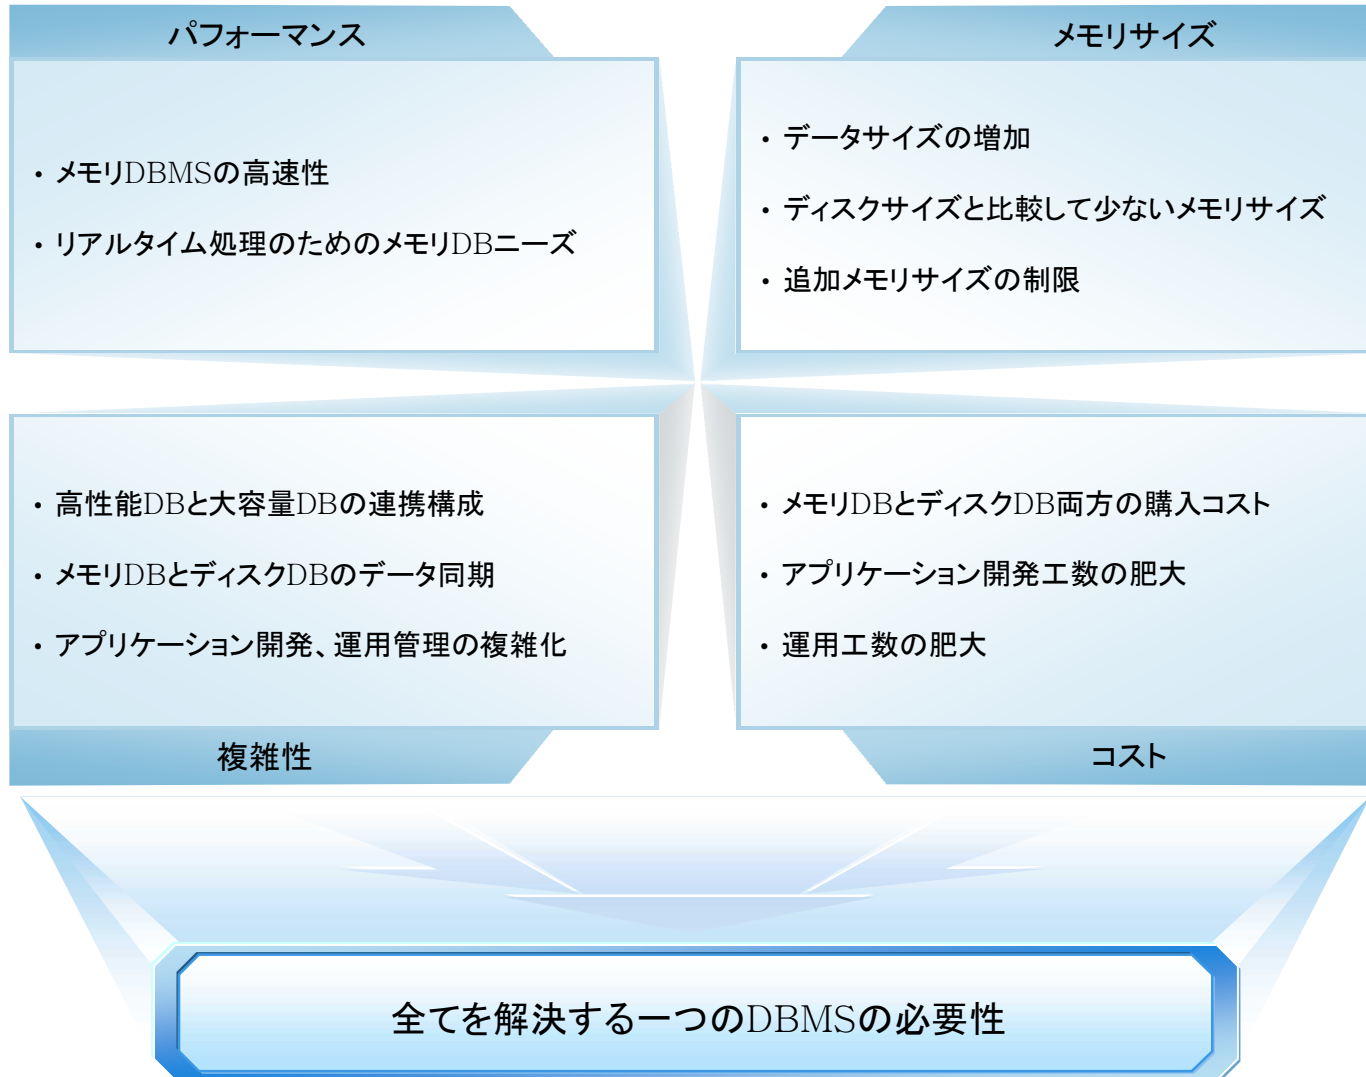 パフォーマンス
・メモリDBMSの高速性
・リアルタイム処理のためのメモリDBニーズ
メモリサイズ
・データサイズの増加
・ディスクサイズと比較して少ないメモリサイズ
・追加メモリサイズの制限
・高性能DBと大容量DBの連携構成
・メモリDBとディスクDBのデータ同期
・アプリケーション開発、運用管理の複雑化
複雑性
・メモリDBとディスクDB両方の購入コスト
・アプリケーション開発工数の肥大
・運用工数の肥大
コスト
全てを解決する一つのDBMSの必要性